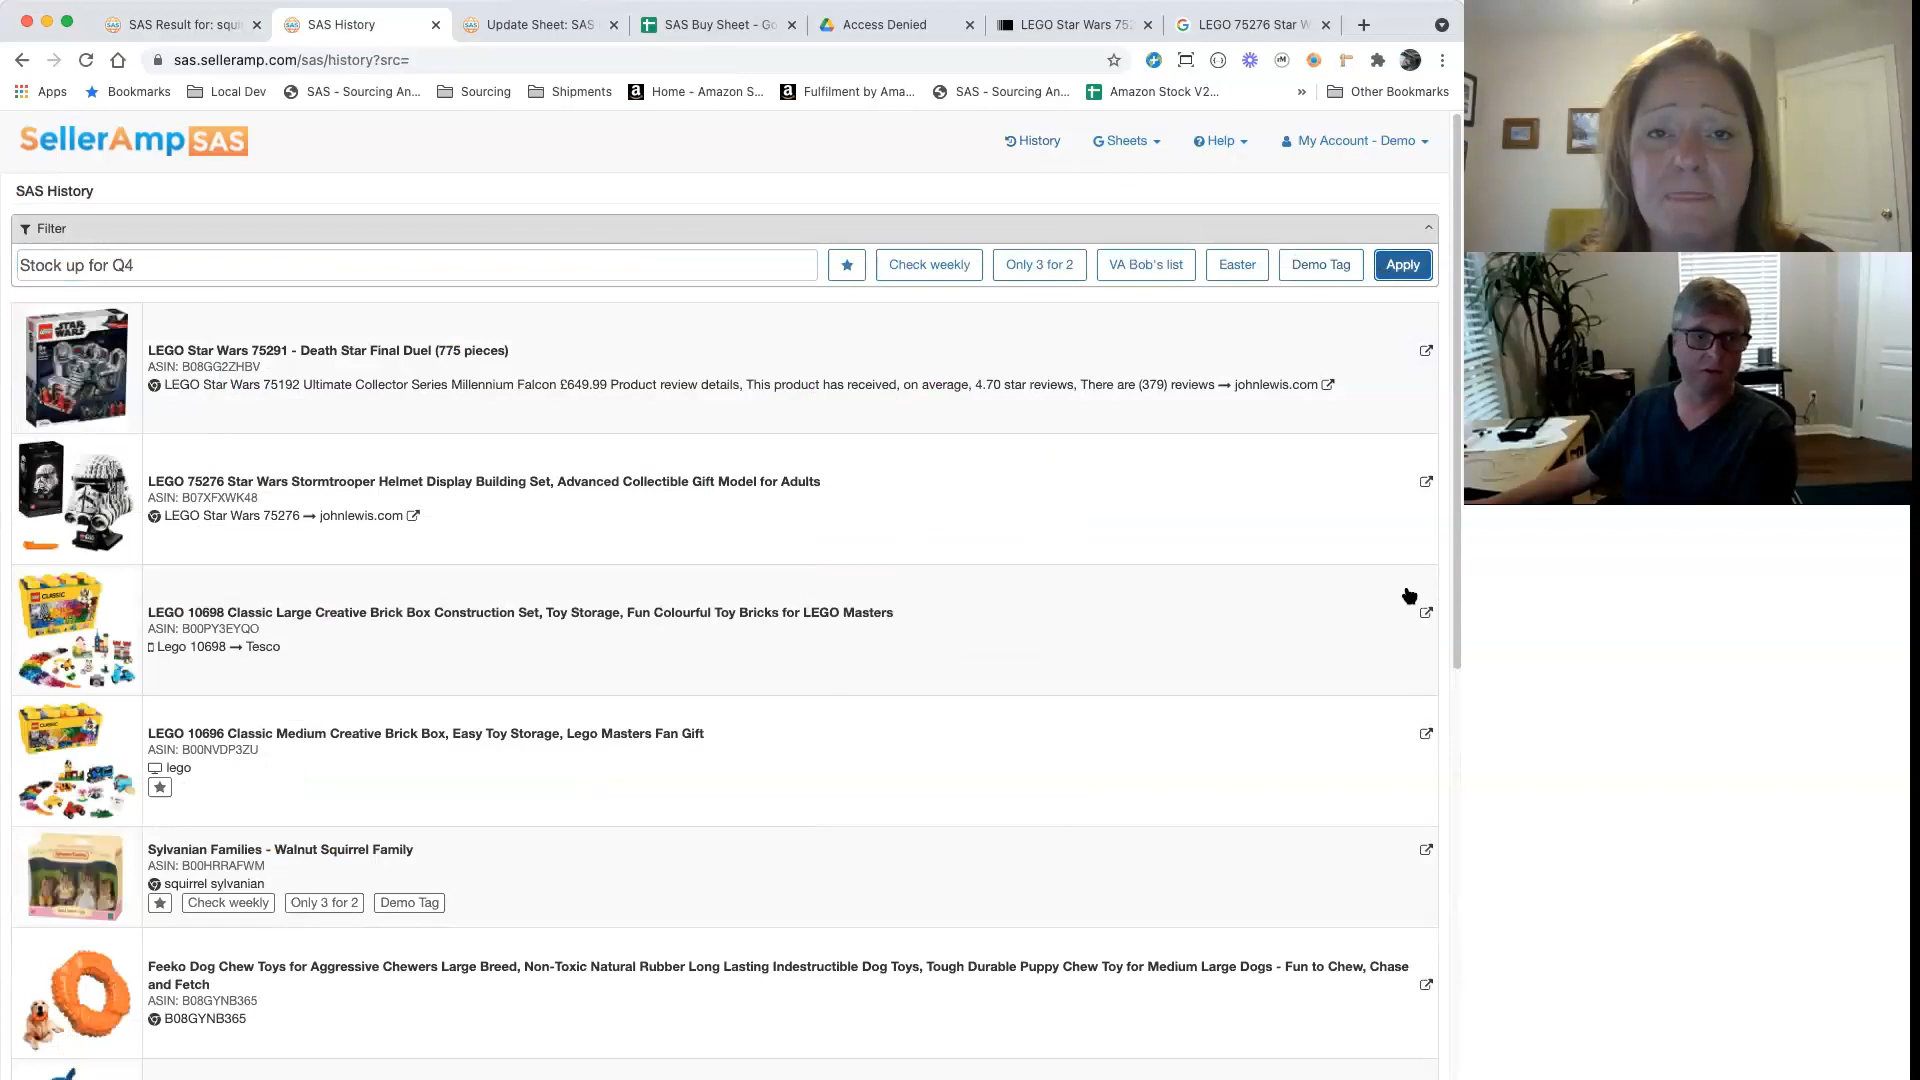 SAS Result for: squi
SAS History
Update Sheet: SAS
SAS Buy Sheet - Go
Access Denied
LEGO Star Wars 752
LEGO 75276 Star W
sas.selleramp.com/sas/history?src=
Apps
Bookmarks
Local Dev
SAS - Sourcing An...
Sourcing
Shipments
Home - Amazon S...
Fulfilment by Ama...
SAS - Sourcing An...
Amazon Stock V2...
»
Other Bookmarks
SellerAmp SAS
History
Sheets
Help
My Account - Demo
SAS History
Filter
Stock up for Q4
Check weekly
Only 3 for 2
VA Bob's list
Easter
Demo Tag
Apply
LEGO Star Wars 75291 - Death Star Final Duel (775 pieces)
ASIN: B08GG2ZHBV
LEGO Star Wars 75192 Ultimate Collector Series Millennium Falcon £649.99 Product review details, This product has received, on average, 4.70 star reviews, There are (379) reviews → johnlewis.com
LEGO 75276 Star Wars Stormtrooper Helmet Display Building Set, Advanced Collectible Gift Model for Adults
ASIN: B07XFXWK48
LEGO Star Wars 75276 → johnlewis.com
LEGO 10698 Classic Large Creative Brick Box Construction Set, Toy Storage, Fun Colourful Toy Bricks for LEGO Masters
ASIN: B00PY3EYQO
Lego 10698 → Tesco
LEGO 10696 Classic Medium Creative Brick Box, Easy Toy Storage, Lego Masters Fan Gift
ASIN: B00NVDP3ZU
lego
Sylvanian Families - Walnut Squirrel Family
ASIN: B00HRRAFWM
squirrel sylvanian
Check weekly
Only 3 for 2
Demo Tag
Feeko Dog Chew Toys for Aggressive Chewers Large Breed, Non-Toxic Natural Rubber Long Lasting Indestructible Dog Toys, Tough Durable Puppy Chew Toy for Medium Large Dogs - Fun to Chew, Chase
and Fetch
ASIN: B08GYNB365
B08GYNB365